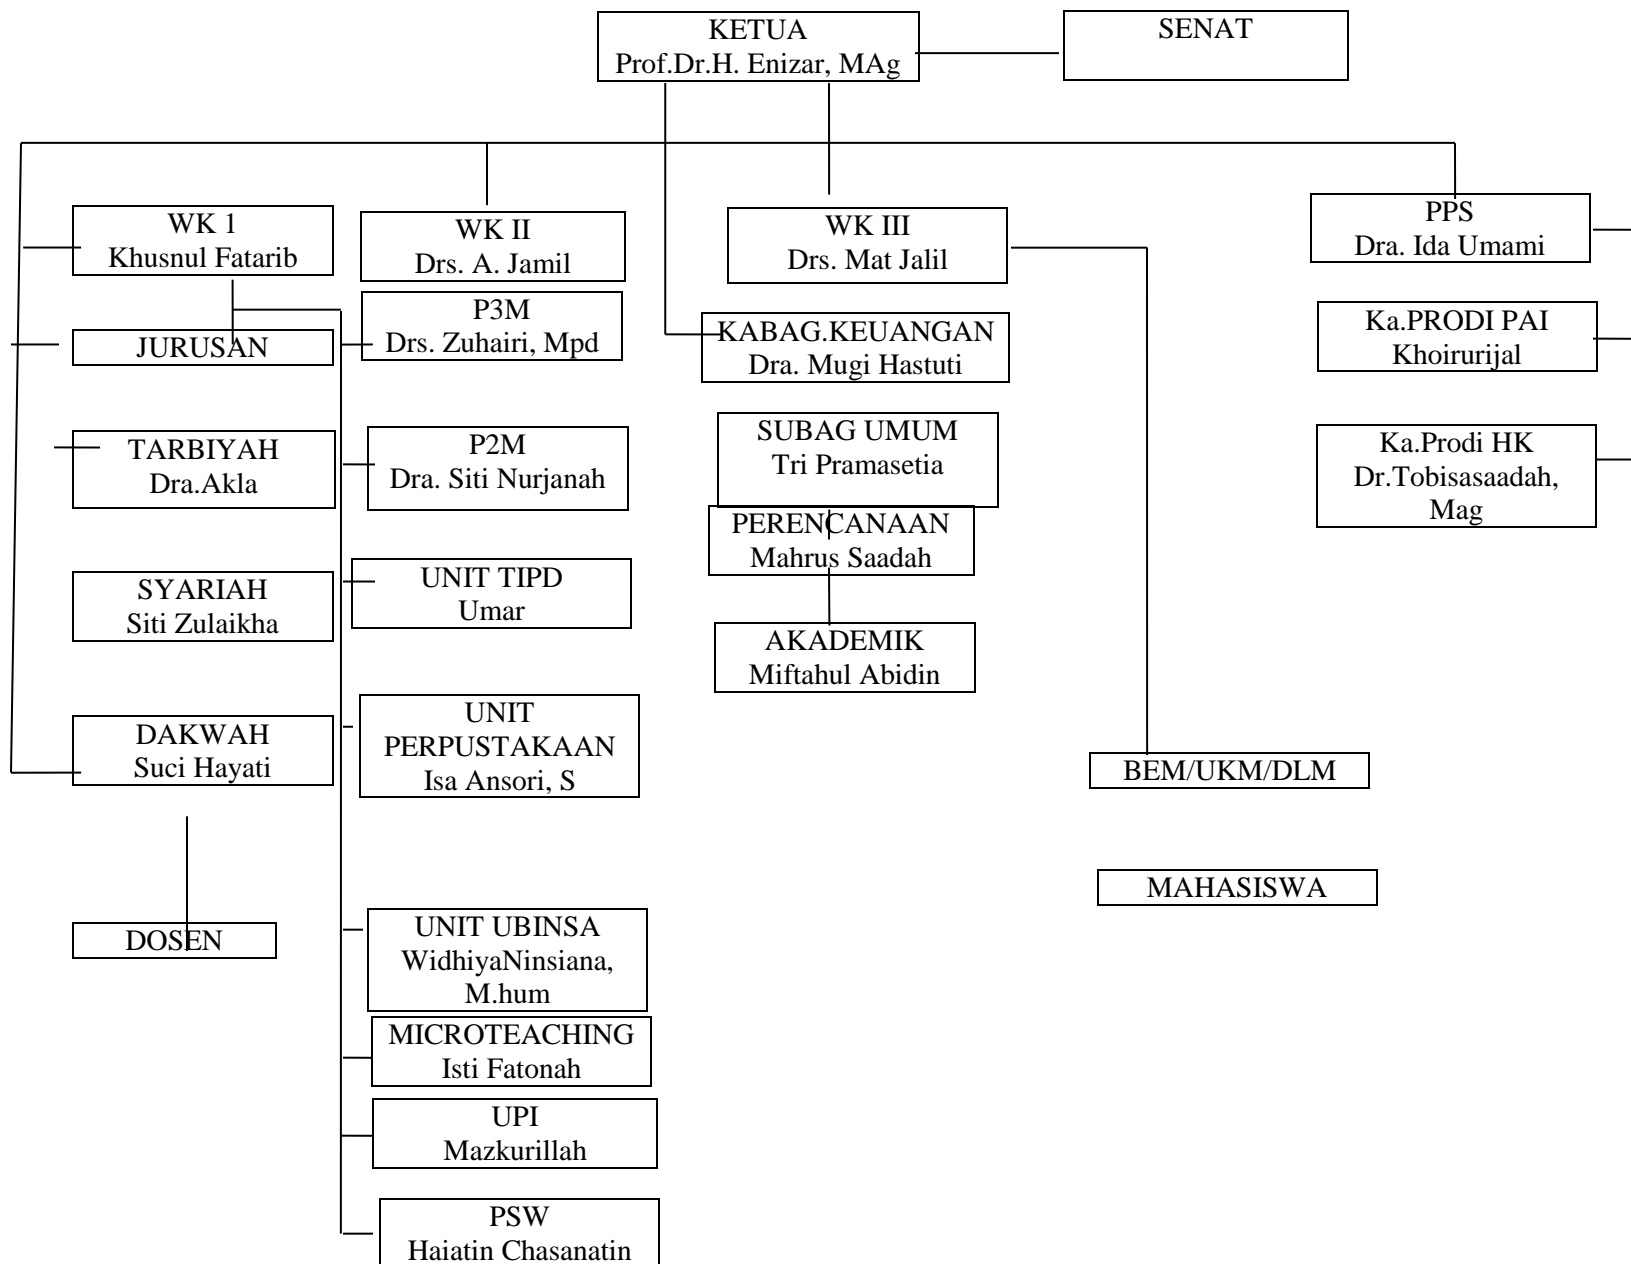 KETUA
Prof.Dr.H. Enizar, MAg
SENAT
WK 1
Khusnul Fatarib
WK II
Drs. A. Jamil
WK III
Drs. Mat Jalil
PPS
Dra. Ida Umami
JURUSAN
P3M
Drs. Zuhairi, Mpd
KABAG.KEUANGAN
Dra. Mugi Hastuti
Ka.PRODI PAI
Khoirurijal
TARBIYAH
Dra.Akla
P2M
Dra. Siti Nurjanah
SUBAG UMUM
Tri Pramasetia
PERENCANAAN
Mahrus Saadah
Ka.Prodi HK
Dr.Tobisasaadah,
Mag
SYARIAH
Siti Zulaikha
UNIT TIPD
Umar
AKADEMIK
Miftahul Abidin
DAKWAH
Suci Hayati
UNIT
PERPUSTAKAAN
Isa Ansori, S
BEM/UKM/DLM
MAHASISWA
DOSEN
UNIT UBINSA
WidhiyaNinsiana,
M.hum
MICROTEACHING
Isti Fatonah
UPI
Mazkurillah
PSW
Haiatin Chasanatin